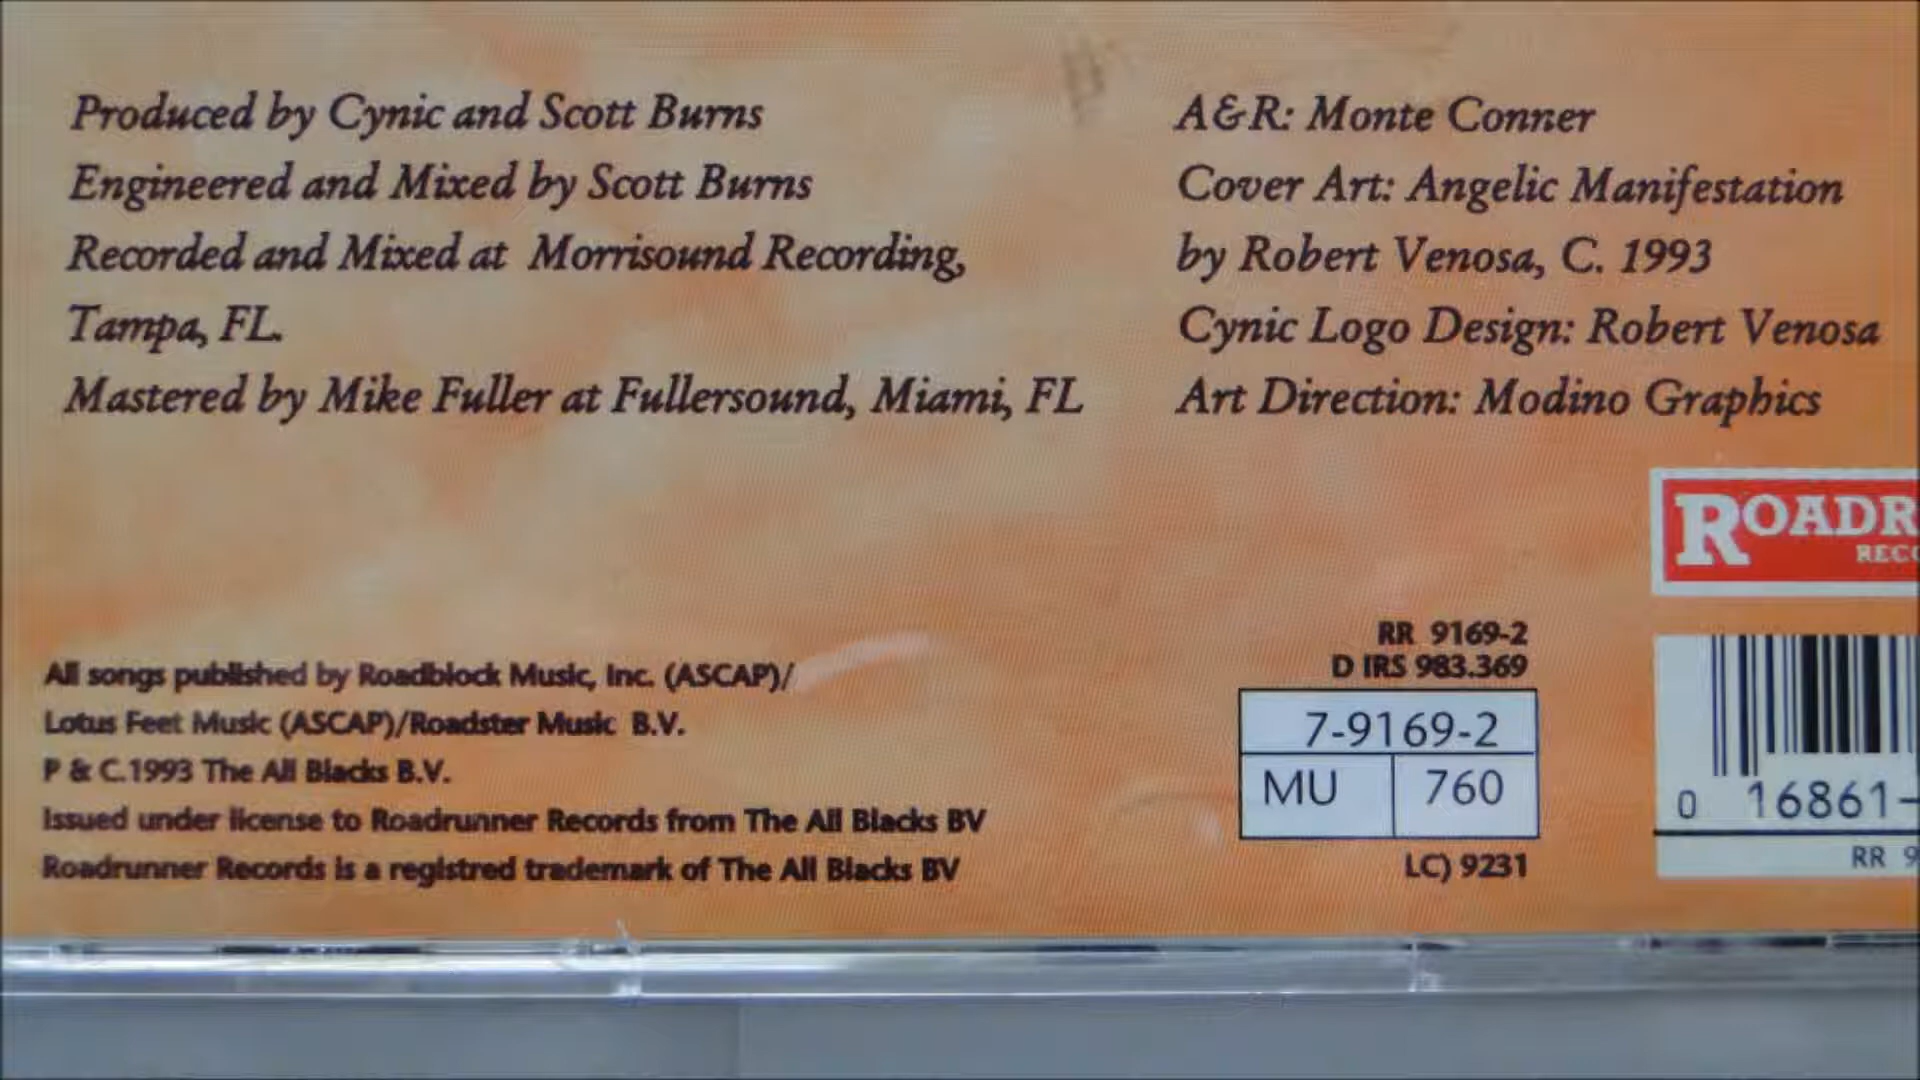 Produced by Cynic and Scott Burns
Engineered and Mixed by Scott Burns
Recorded and Mixed at Morrisound Recording,
Tampa, FL.
Mastered by Mike Fuller at Fullersound, Miami, FL
A&R: Monte Conner
Cover Art: Angelic Manifestation
by Robert Venosa, C. 1993
Cynic Logo Design: Robert Venosa
Art Direction: Modino Graphics
ROADR
RECO
All songs published by Roadblock Music, Inc. (ASCAP)/
Lotus Feet Music (ASCAP)/Roadster Music B.V.
P & C.1993 The All Blacks B.V.
Issued under license to Roadrunner Records from The All Blacks BV
Roadrunner Records is a registred trademark of The All Blacks BV
RR 9169-2
D IRS 983.369
7-9169-2
MU 760
LC) 9231
0 16861-
RR 9